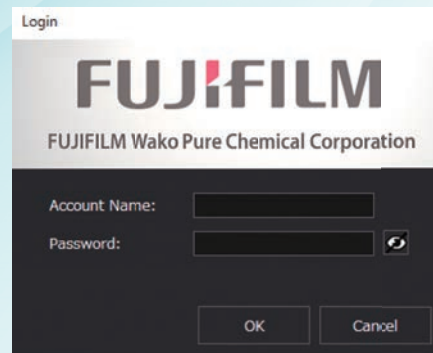 Login
FUJIFILM
FUJIFILM Wako Pure Chemical Corporation
Account Name:
Password:
OK
Cancel